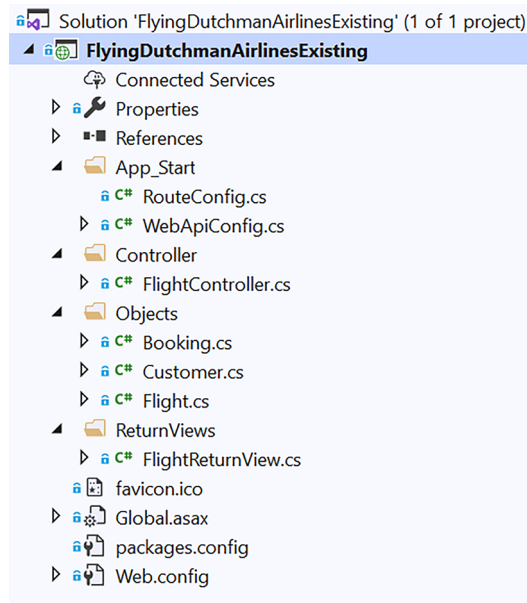 Solution 'FlyingDutchmanAirlinesExisting' (1 of 1 project)
FlyingDutchmanAirlinesExisting
Connected Services
Properties
References
App_Start
C# RouteConfig.cs
C# WebApiConfig.cs
Controller
C# FlightController.cs
Objects
C# Booking.cs
C# Customer.cs
C# Flight.cs
ReturnViews
C# FlightReturnView.cs
favicon.ico
Global.asax
packages.config
Web.config